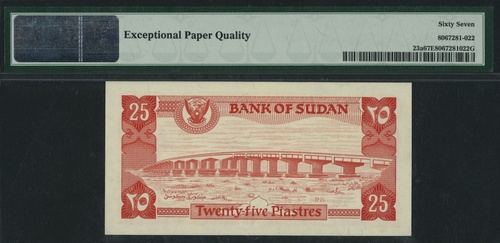 Exceptional Paper Quality
Sixty Seven
8067281-022
23a67E8067281022G
25
BANK OF SUDAN
٢٥
٢٥
Twenty-five Piastres
25